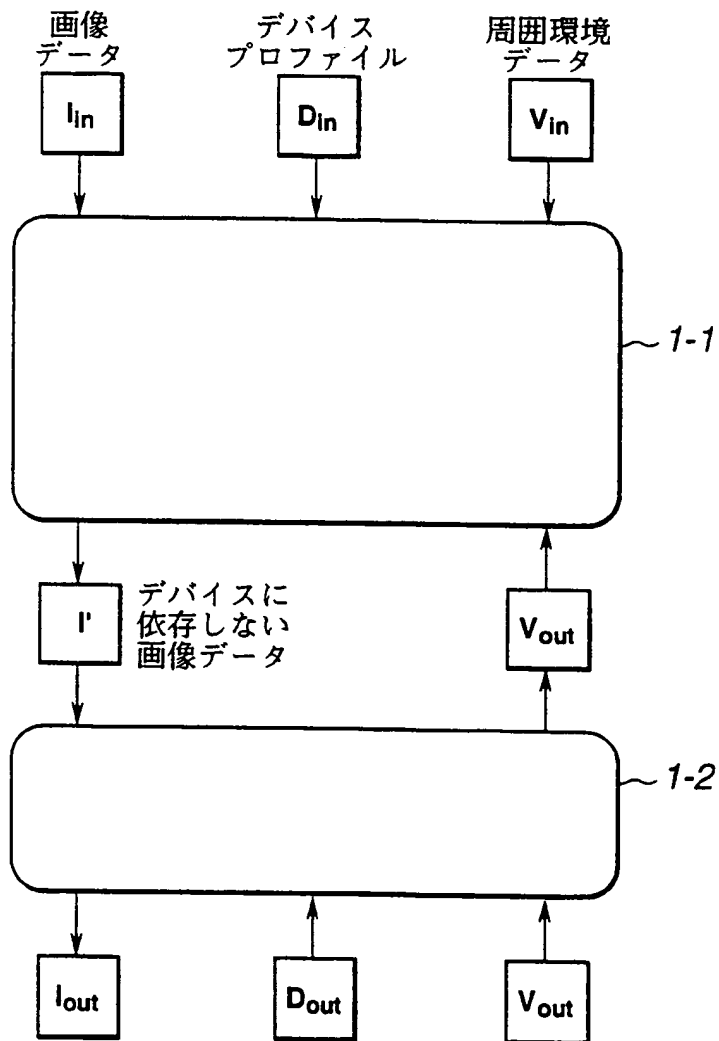 画像
データ
デバイス
プロファイル
周囲環境
データ
Iin
Din
Vin
1-1
I'
デバイスに
依存しない
画像データ
Vout
1-2
Iout
Dout
Vout